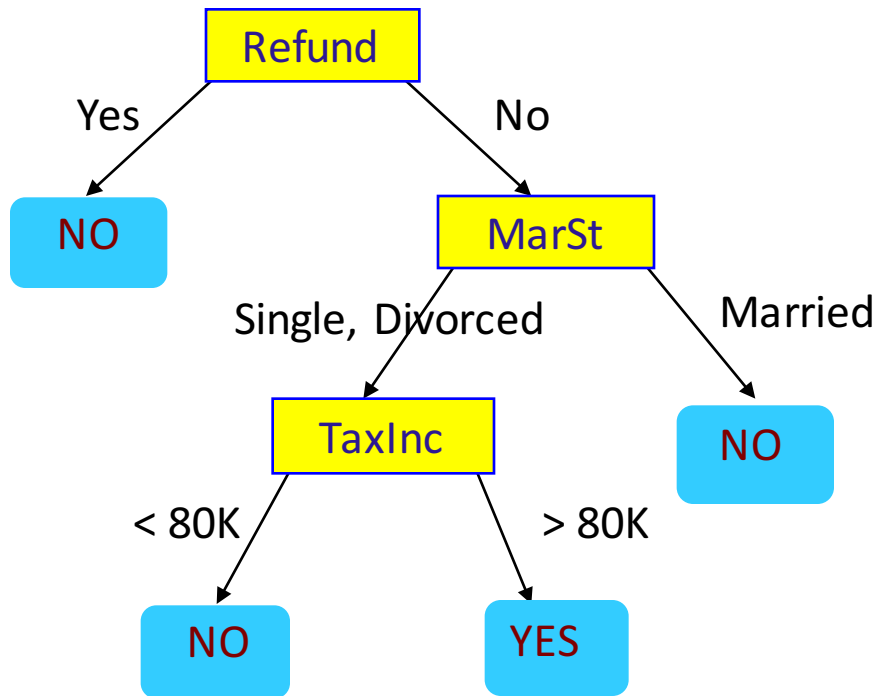 Refund
Yes
No
NO
MarSt
Single, Divorced
Married
TaxInc
NO
< 80K
> 80K
NO
YES